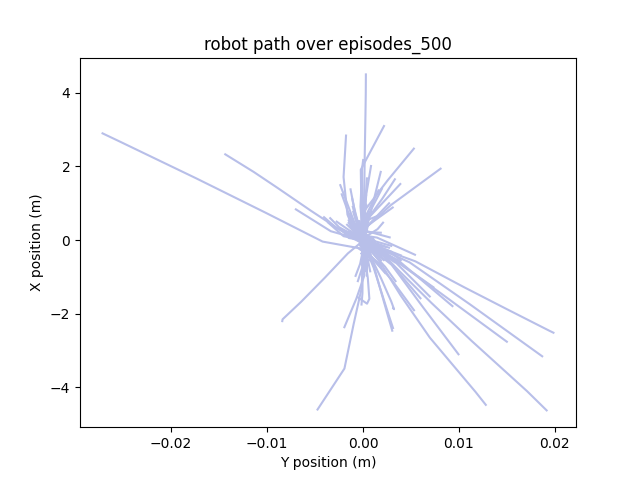 robot path over episodes_500
X position (m)
4
2
0
−2
−4
−0.02 −0.01 0.00 0.01 0.02
Y position (m)